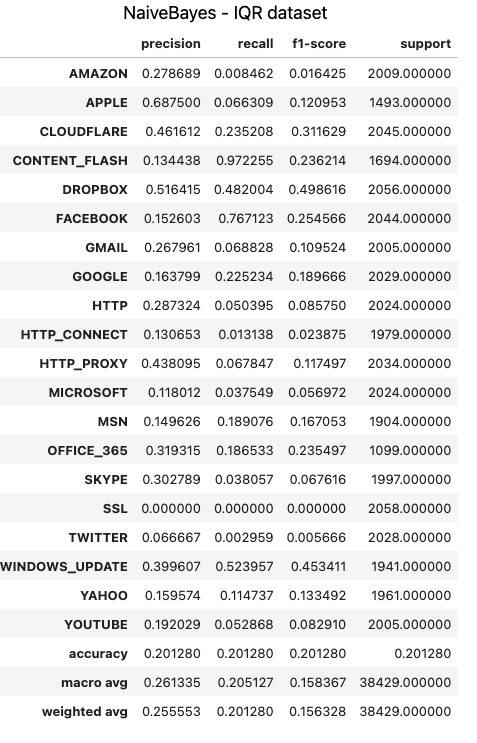 NaiveBayes - IQR dataset
precision recall f1-score support
AMAZON 0.278689 0.008462 0.016425 2009.000000
APPLE 0.687500 0.066309 0.120953 1493.000000
CLOUDFLARE 0.461612 0.235208 0.311629 2045.000000
CONTENT_FLASH 0.134438 0.972255 0.236214 1694.000000
DROPBOX 0.516415 0.482004 0.498616 2056.000000
FACEBOOK 0.152603 0.767123 0.254566 2044.000000
GMAIL 0.267961 0.068828 0.109524 2005.000000
GOOGLE 0.163799 0.225234 0.189666 2029.000000
HTTP 0.287324 0.050395 0.085750 2024.000000
HTTP_CONNECT 0.130653 0.013138 0.023875 1979.000000
HTTP_PROXY 0.438095 0.067847 0.117497 2034.000000
MICROSOFT 0.118012 0.037549 0.056972 2024.000000
MSN 0.149626 0.189076 0.167053 1904.000000
OFFICE_365 0.319315 0.186533 0.235497 1099.000000
SKYPE 0.302789 0.038057 0.067616 1997.000000
SSL 0.000000 0.000000 0.000000 2058.000000
TWITTER 0.066667 0.002959 0.005666 2028.000000
WINDOWS_UPDATE 0.399607 0.523957 0.453411 1941.000000
YAHOO 0.159574 0.114737 0.133492 1961.000000
YOUTUBE 0.192029 0.052868 0.082910 2005.000000
accuracy 0.201280 0.201280 0.201280 0.201280
macro avg 0.261335 0.205127 0.158367 38429.000000
weighted avg 0.255553 0.201280 0.156328 38429.000000